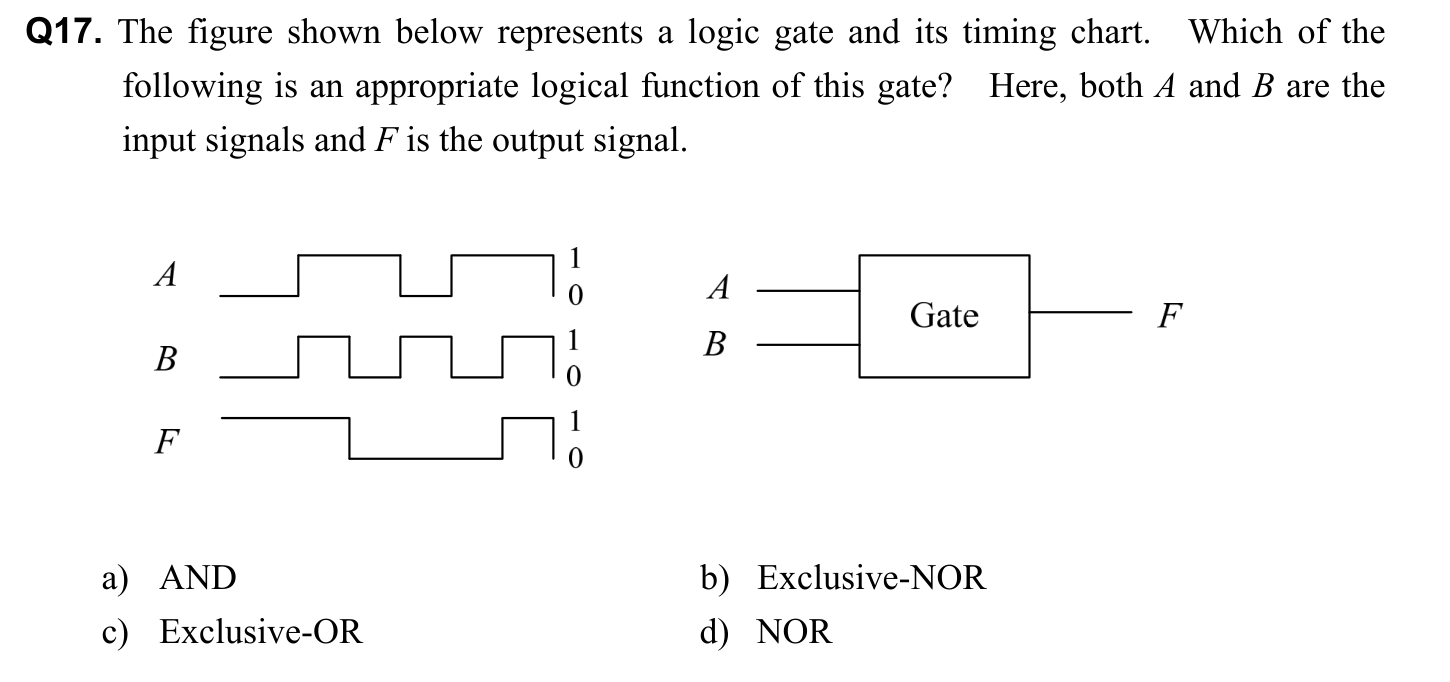 Q17. The figure shown below represents a logic gate and its timing chart. Which of the
following is an appropriate logical function of this gate? Here, both A and B are the
input signals and F is the output signal.
A
1
0
B
1
0
F
1
0
A
B
Gate
F
a) AND
b) Exclusive-NOR
c) Exclusive-OR
d) NOR